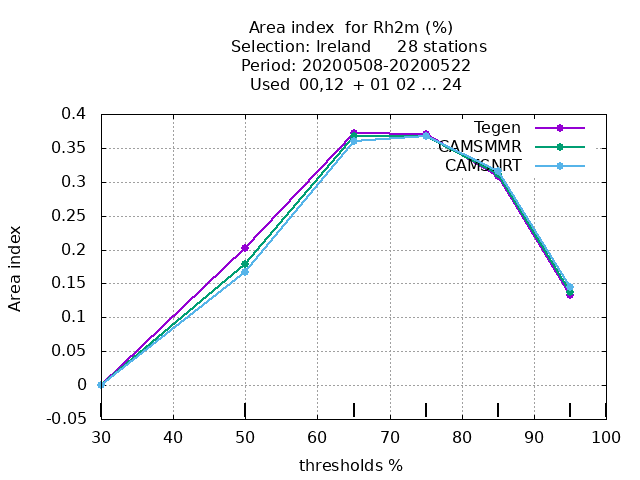 Area index for Rh2m (%)
Selection: Ireland 28 stations
Period: 20200508-20200522
Used 00,12 + 01 02 ... 24
0.4
0.35
0.3
0.25
0.2
0.15
0.1
0.05
0
-0.05
Area index
Tegen
CAMSMMR
CAMSNRT
30 40 50 60 70 80 90 100
thresholds %